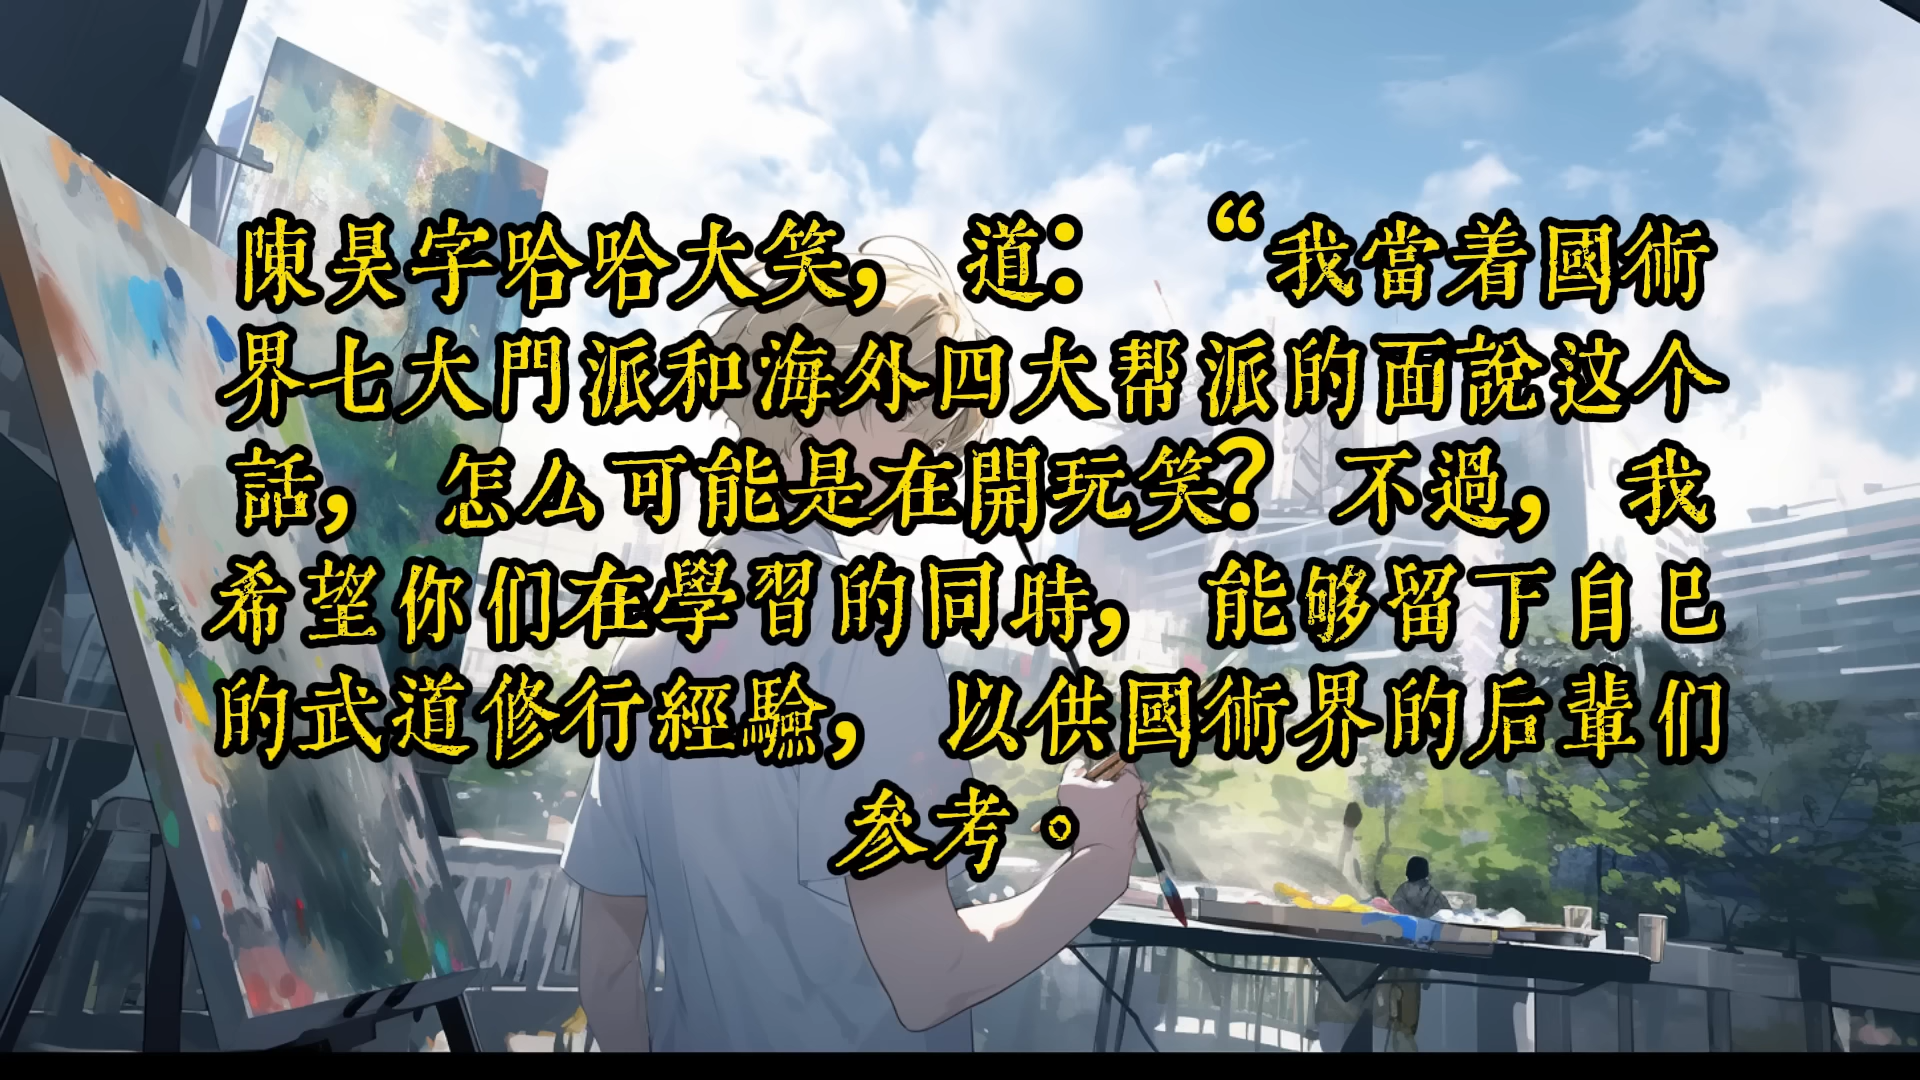 陳昊宇哈哈大笑，道：“我當着國術
界七大門派和海外四大帮派的面說这个
話，怎么可能是在開玩笑？不過，我
希望你们在學習的同時，能够留下自已
的武道修行經驗，以供國術界的后輩们
参考。